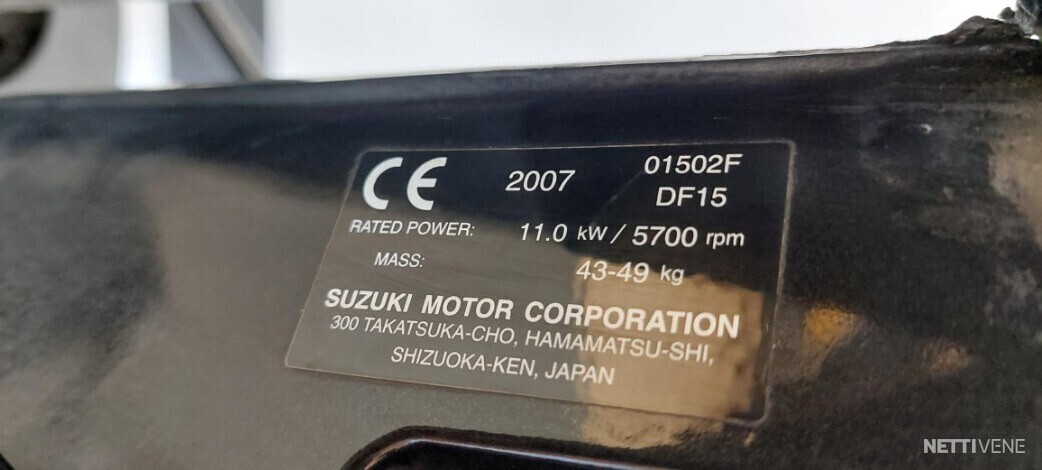 CE 2007 01502F
DF15
RATED POWER: 11.0 kW / 5700 rpm
MASS: 43-49 kg
SUZUKI MOTOR CORPORATION
300 TAKATSUKA-CHO, HAMAMATSU-SHI,
SHIZUOKA-KEN, JAPAN
NETTIVENE